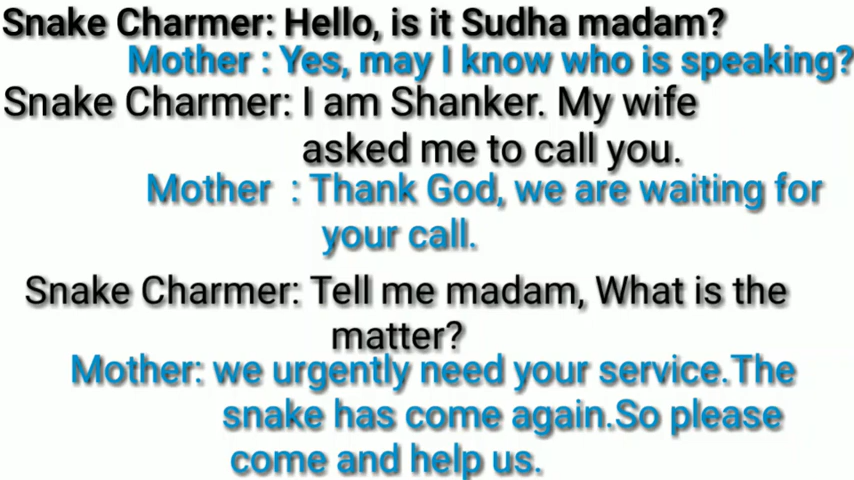 Snake Charmer: Hello, is it Sudha madam?
Mother : Yes, may I know who is speaking?
Snake Charmer: I am Shanker. My wife
asked me to call you.
Mother : Thank God, we are waiting for
your call.
Snake Charmer: Tell me madam, What is the
matter?
Mother: we urgently need your service.The
snake has come again.So please
come and help us.